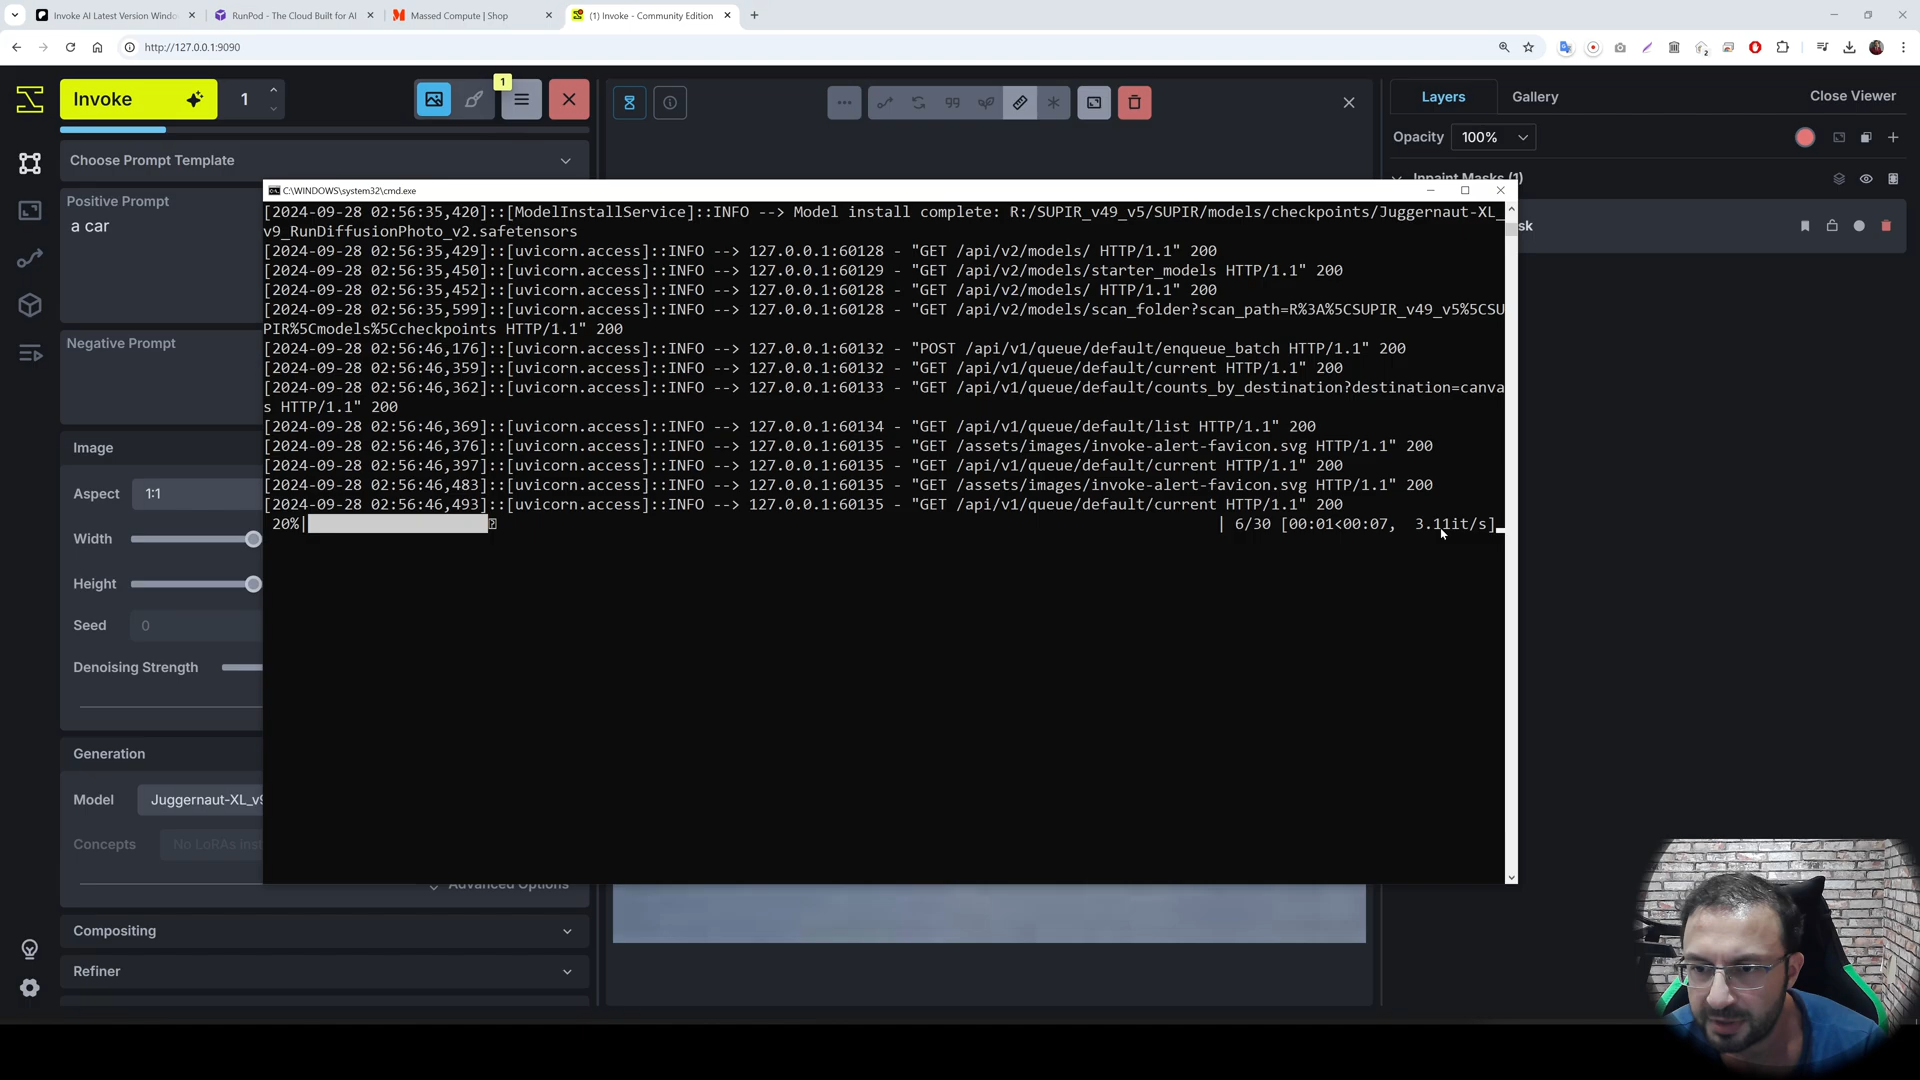 Invoke AI Latest Version Windo
RunPod - The Cloud Built for AI
Massed Compute | Shop
(1) Invoke - Community Edition
http://127.0.0.1:9090
Invoke
1
1
Layers
Gallery
Close Viewer
Opacity
100%
Choose Prompt Template
Inpaint Masks (1)
Positive Prompt
a car
C:\WINDOWS\system32\cmd.exe
[2024-09-28 02:56:35,420]::[ModelInstallService]::INFO --> Model install complete: R:/SUPIR_v49_v5/SUPIR/models/checkpoints/Juggernaut-XL_
v9_RunDiffusionPhoto_v2.safetensors
[2024-09-28 02:56:35,429]::[uvicorn.access]::INFO --> 127.0.0.1:60128 - "GET /api/v2/models/ HTTP/1.1" 200
[2024-09-28 02:56:35,450]::[uvicorn.access]::INFO --> 127.0.0.1:60129 - "GET /api/v2/models/starter_models HTTP/1.1" 200
[2024-09-28 02:56:35,452]::[uvicorn.access]::INFO --> 127.0.0.1:60128 - "GET /api/v2/models/ HTTP/1.1" 200
[2024-09-28 02:56:35,599]::[uvicorn.access]::INFO --> 127.0.0.1:60128 - "GET /api/v2/models/scan_folder?scan_path=R%3A%5CSUPIR_v49_v5%5CSU
PIR%5Cmodels%5Ccheckpoints HTTP/1.1" 200
[2024-09-28 02:56:46,176]::[uvicorn.access]::INFO --> 127.0.0.1:60132 - "POST /api/v1/queue/default/enqueue_batch HTTP/1.1" 200
[2024-09-28 02:56:46,359]::[uvicorn.access]::INFO --> 127.0.0.1:60132 - "GET /api/v1/queue/default/current HTTP/1.1" 200
[2024-09-28 02:56:46,362]::[uvicorn.access]::INFO --> 127.0.0.1:60133 - "GET /api/v1/queue/default/counts_by_destination?destination=canva
s HTTP/1.1" 200
[2024-09-28 02:56:46,369]::[uvicorn.access]::INFO --> 127.0.0.1:60134 - "GET /api/v1/queue/default/list HTTP/1.1" 200
[2024-09-28 02:56:46,376]::[uvicorn.access]::INFO --> 127.0.0.1:60135 - "GET /assets/images/invoke-alert-favicon.svg HTTP/1.1" 200
[2024-09-28 02:56:46,397]::[uvicorn.access]::INFO --> 127.0.0.1:60135 - "GET /api/v1/queue/default/current HTTP/1.1" 200
[2024-09-28 02:56:46,483]::[uvicorn.access]::INFO --> 127.0.0.1:60135 - "GET /assets/images/invoke-alert-favicon.svg HTTP/1.1" 200
[2024-09-28 02:56:46,493]::[uvicorn.access]::INFO --> 127.0.0.1:60135 - "GET /api/v1/queue/default/current HTTP/1.1" 200
20%| | 6/30 [00:01<00:07, 3.11it/s]
sk
Negative Prompt
Image
Aspect
1:1
Width
Height
Seed
0
Denoising Strength
Generation
Model
Juggernaut-XL_v9
Concepts
No LoRAs Inst
Advanced Options
Compositing
Refiner